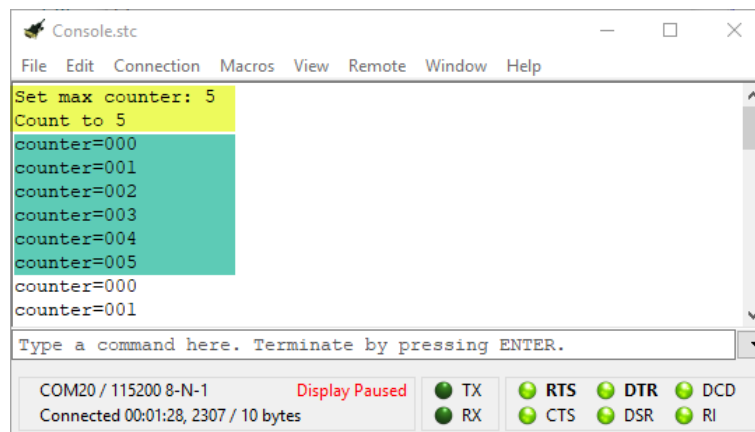 Console.stc
File Edit Connection Macros View Remote Window Help
Set max counter: 5
Count to 5
counter=000
counter=001
counter=002
counter=003
counter=004
counter=005
counter=000
counter=001
Type a command here. Terminate by pressing ENTER.
COM20 / 115200 8-N-1 Display Paused TX RTS DTR DCD
Connected 00:01:28, 2307 / 10 bytes RX CTS DSR RI